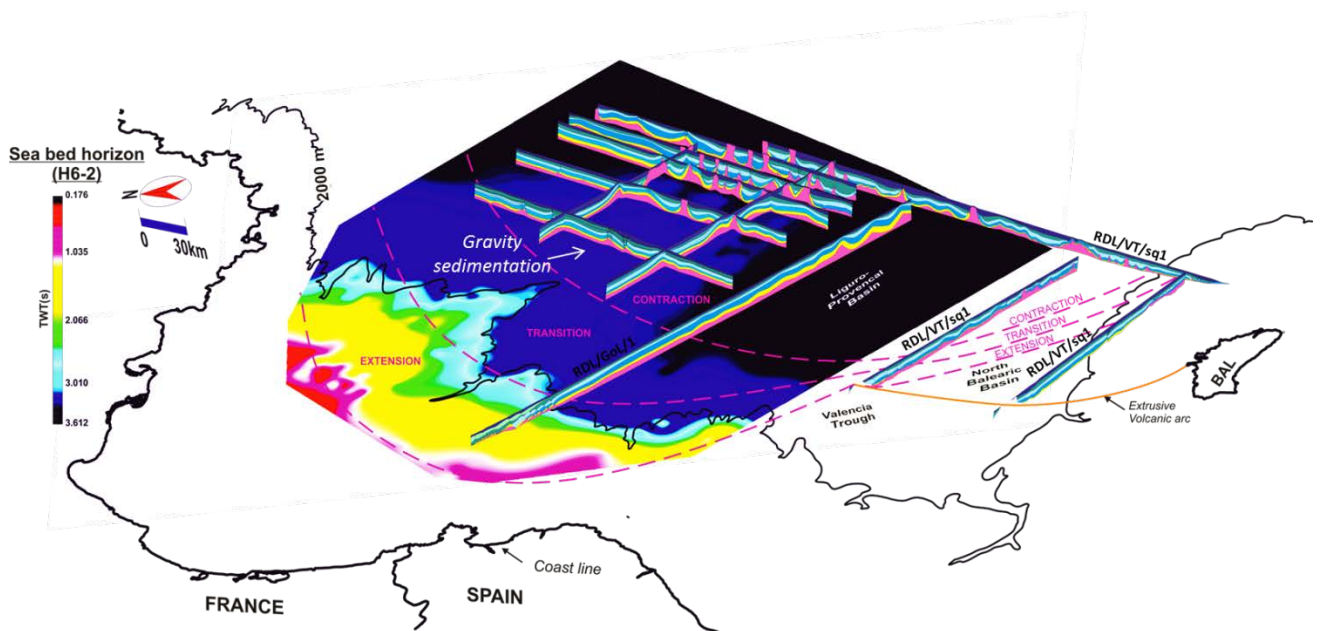 Sea bed horizon
(H6-2)
0.176
1.035
2.066
3.010
3.612
TWT(s)
N
0
30km
2000 m
Gravity
sedimentation
CONTRACTION
TRANSITION
EXTENSION
RDL/GoL/1
Liguro-
Provencal
Basin
RDL/VT/sq1
RDL/VT/sq1
CONTRACTION
TRANSITION
EXTENSION
RDL/VT/sq1
North
Balearic
Basin
Valencia
Trough
BAL
Extrusive
Volcanic arc
Coast line
FRANCE
SPAIN